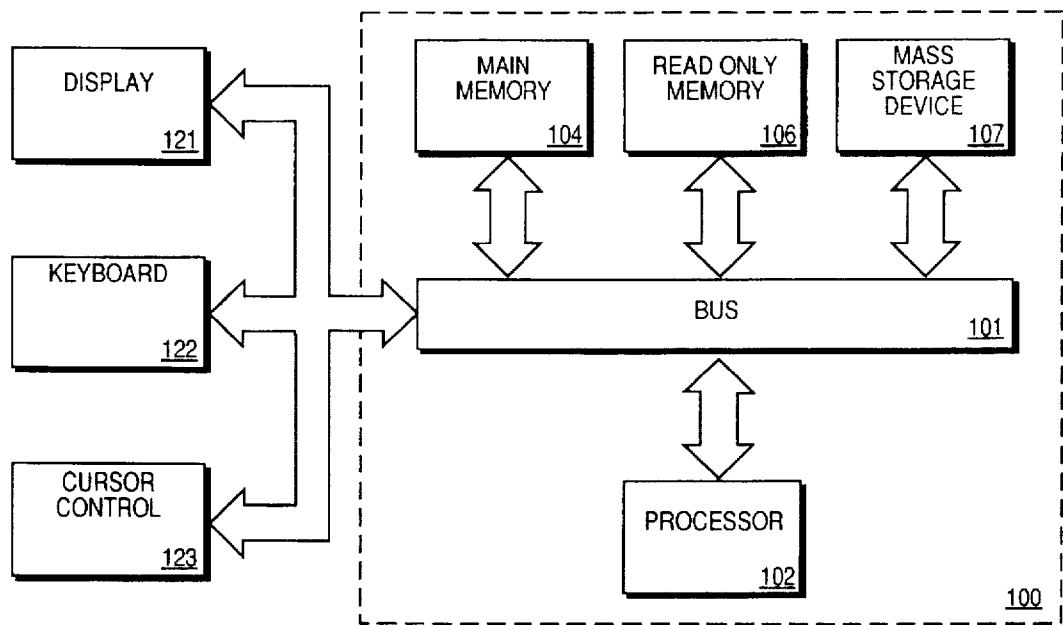 DISPLAY
121
KEYBOARD
122
CURSOR
CONTROL
123
MAIN
MEMORY
104
READ ONLY
MEMORY
106
MASS
STORAGE
DEVICE
107
BUS
101
PROCESSOR
102
100